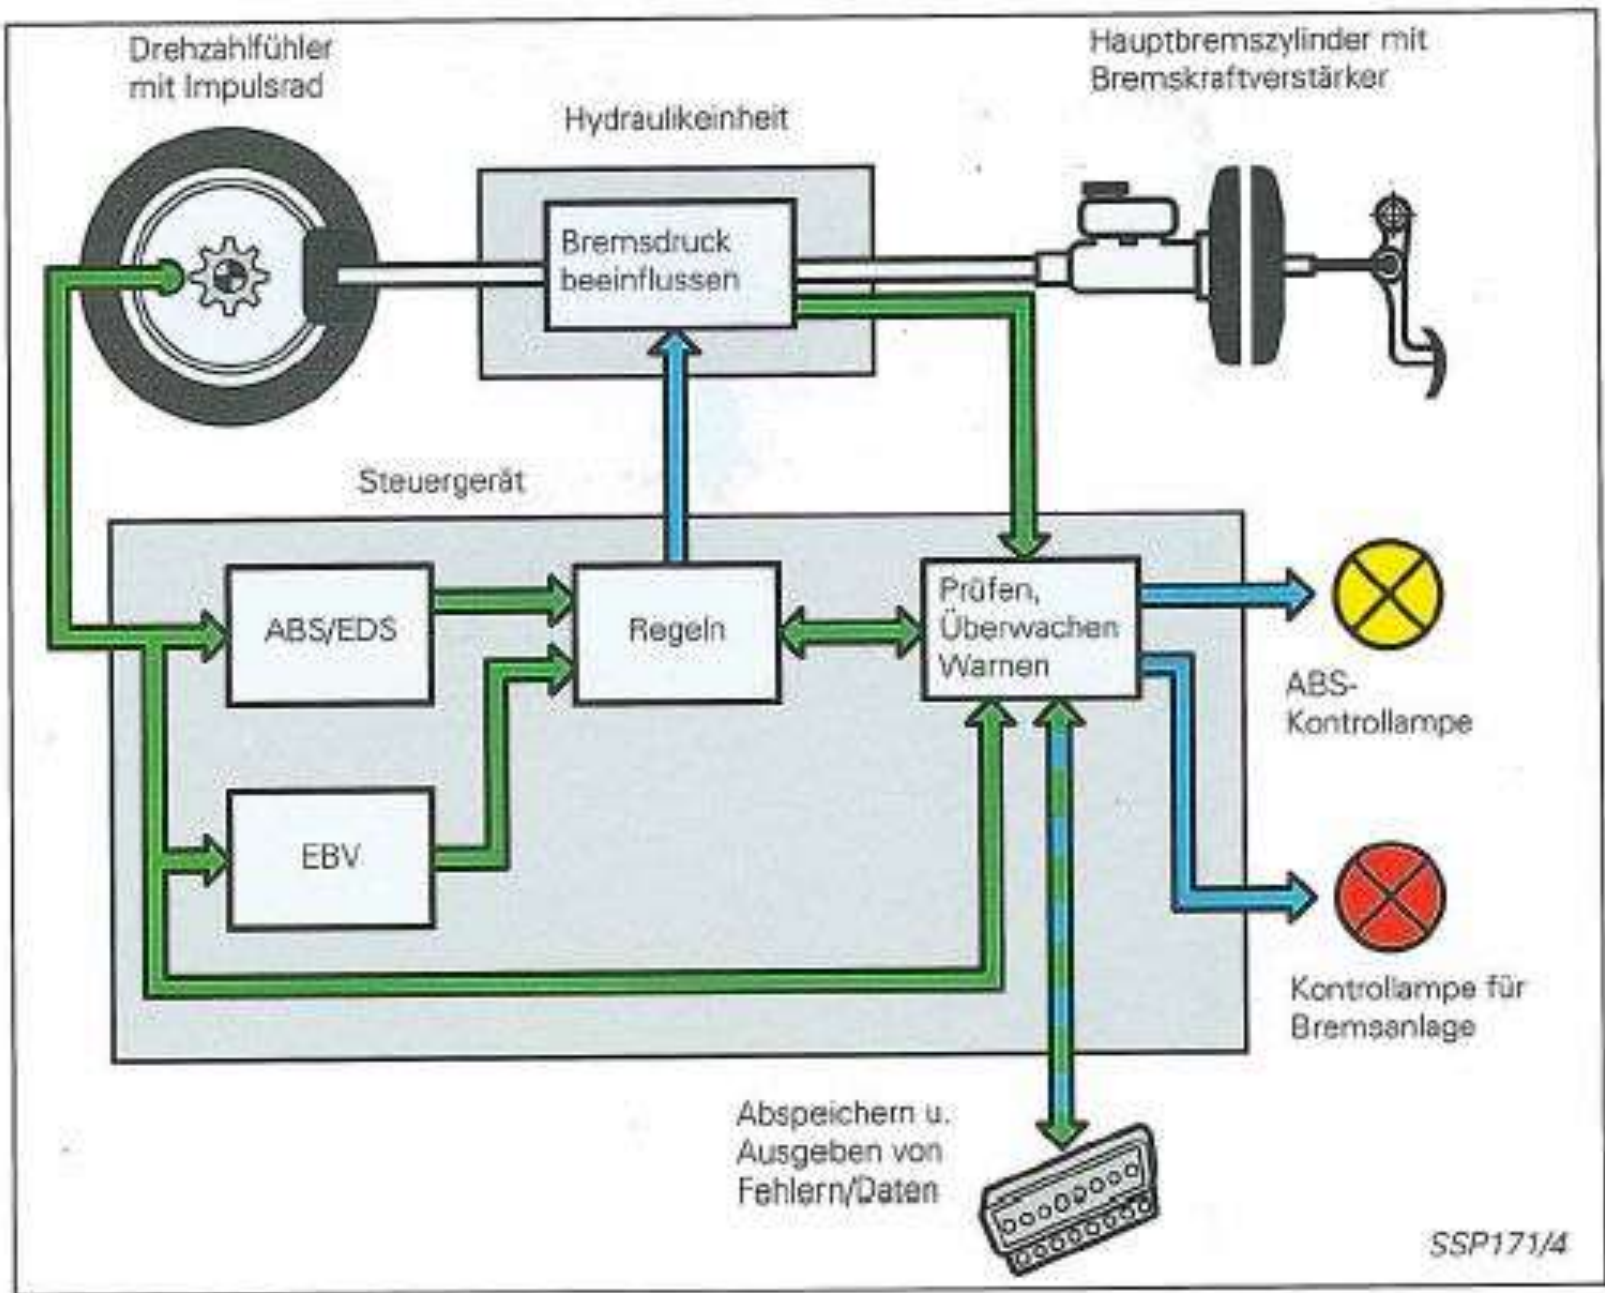 Drehzahlfühler
mit Impulsrad
Hydraulikeinheit
Hauptbremszylinder mit
Bremskraftverstärker
Bremsdruck
beeinflussen
Steuergerät
ABS/EDS
Regeln
Prüfen,
Überwachen
Warnen
ABS-
Kontrollampe
EBV
Kontrollampe für
Bremsanlage
Abspeichern u.
Ausgeben von
Fehlern/Daten
SSP171/4